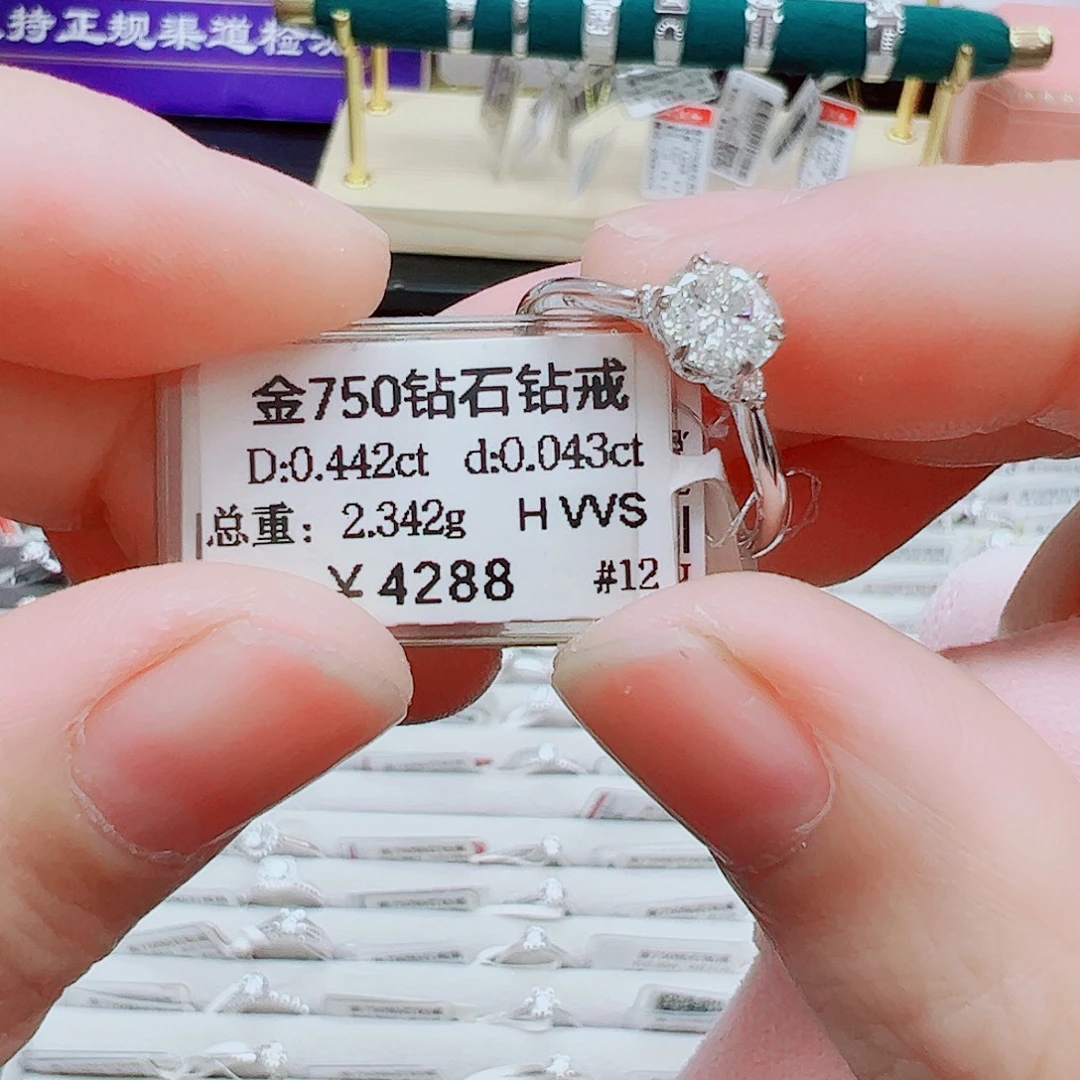 持正规渠道检
金750钻石钻戒
D:0.442ct d:0.043ct
总重: 2.342g H VVS
¥4288 #12